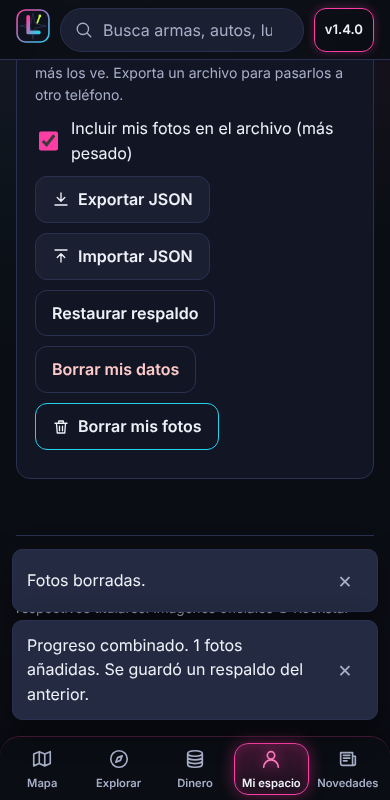 Busca armas, autos, lu
v1.4.0
más los ve. Exporta un archivo para pasarlos a
otro teléfono.
Incluir mis fotos en el archivo (más
pesado)
Exportar JSON
Importar JSON
Restaurar respaldo
Borrar mis datos
Borrar mis fotos
Fotos borradas.
Progreso combinado. 1 fotos
añadidas. Se guardó un respaldo del
anterior.
Mapa
Explorar
Dinero
Mi espacio
Novedades